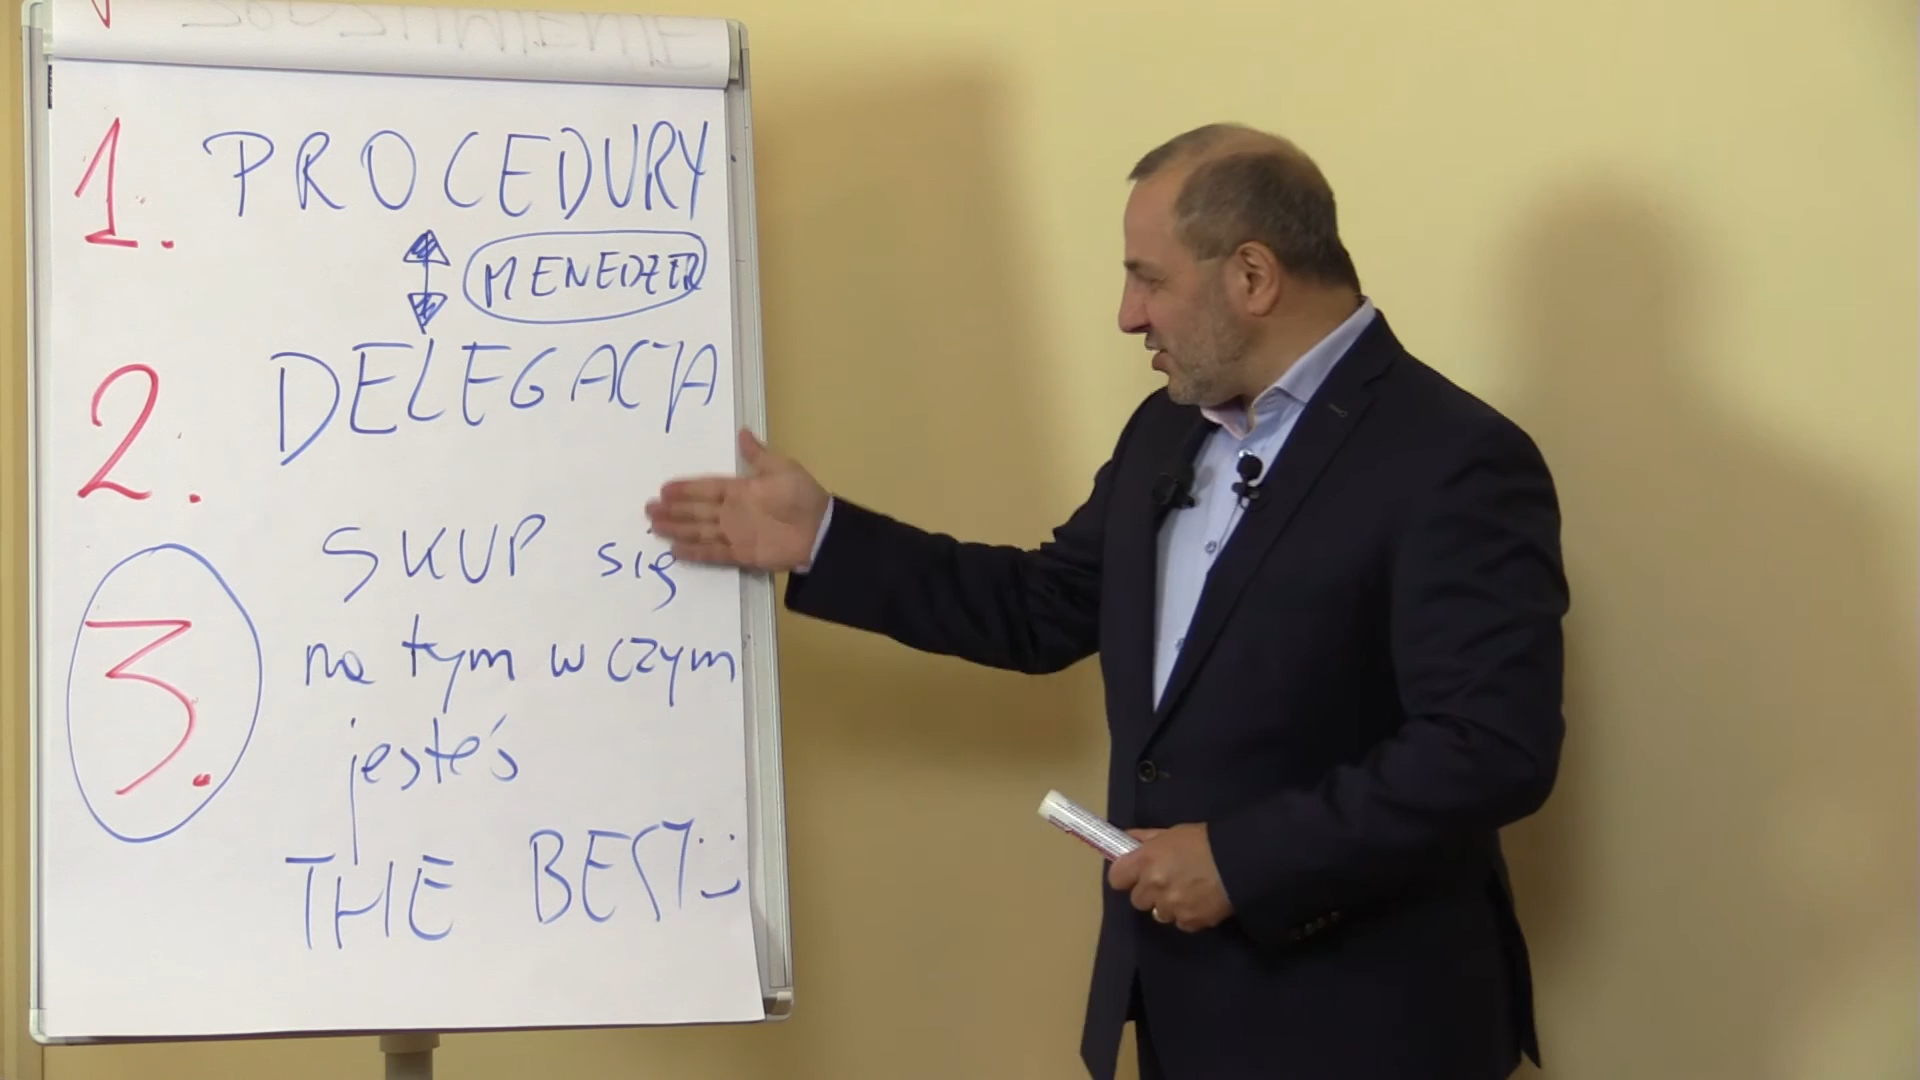 1. PROCEDURY
MENEDŻER
2. DELEGACJA
3. SKUP się
na tym w czym
jesteś
THE BEST :)